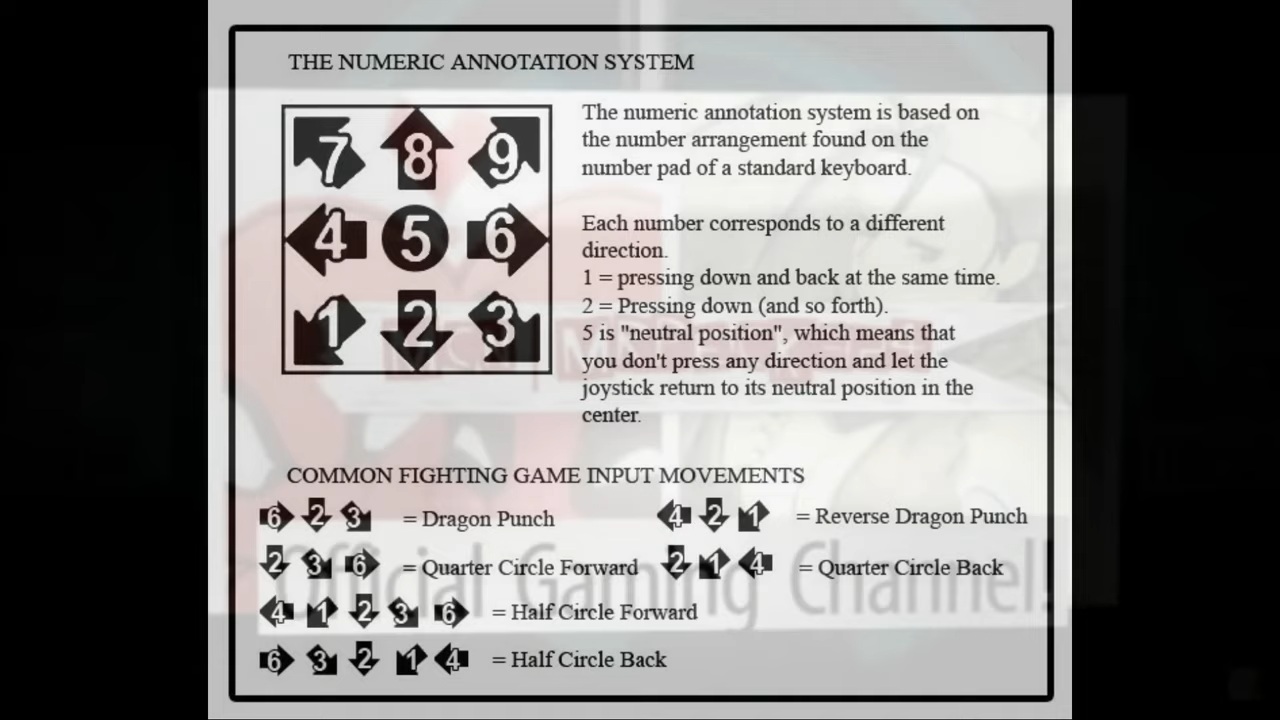 THE NUMERIC ANNOTATION SYSTEM
7 8 9
4 5 6
1 2 3
The numeric annotation system is based on
the number arrangement found on the
number pad of a standard keyboard.
Each number corresponds to a different
direction.
1 = pressing down and back at the same time.
2 = Pressing down (and so forth).
5 is "neutral position", which means that
you don't press any direction and let the
joystick return to its neutral position in the
center.
COMMON FIGHTING GAME INPUT MOVEMENTS
6 2 3 = Dragon Punch
4 2 1 = Reverse Dragon Punch
2 3 6 = Quarter Circle Forward
2 1 4 = Quarter Circle Back
4 1 2 3 6 = Half Circle Forward
6 3 2 1 4 = Half Circle Back
Official Gaming Channel!